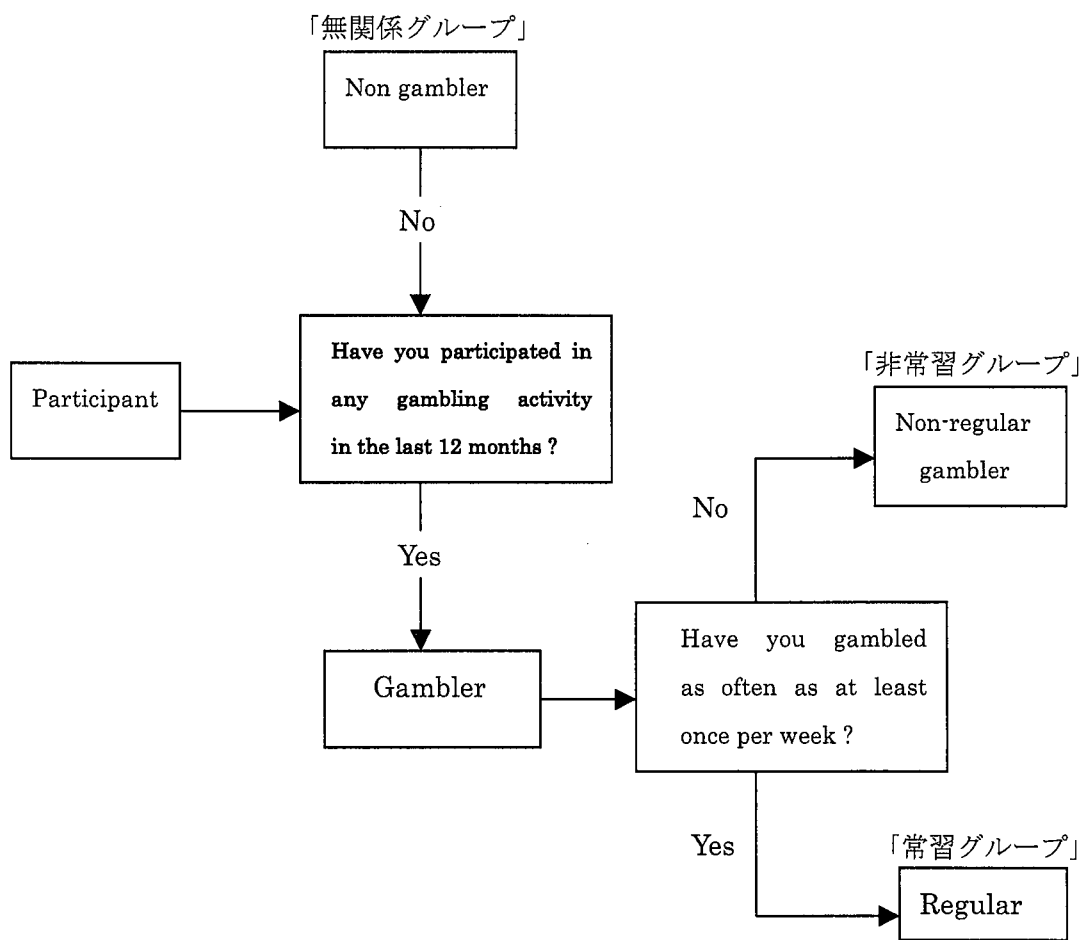 「無関係グループ」
Non gambler
No
Have you participated in
any gambling activity
in the last 12 months ?
Participant
「非常習グループ」
Non-regular
gambler
No
Yes
Gambler
Have you gambled
as often as at least
once per week ?
Yes
「常習グループ」
Regular